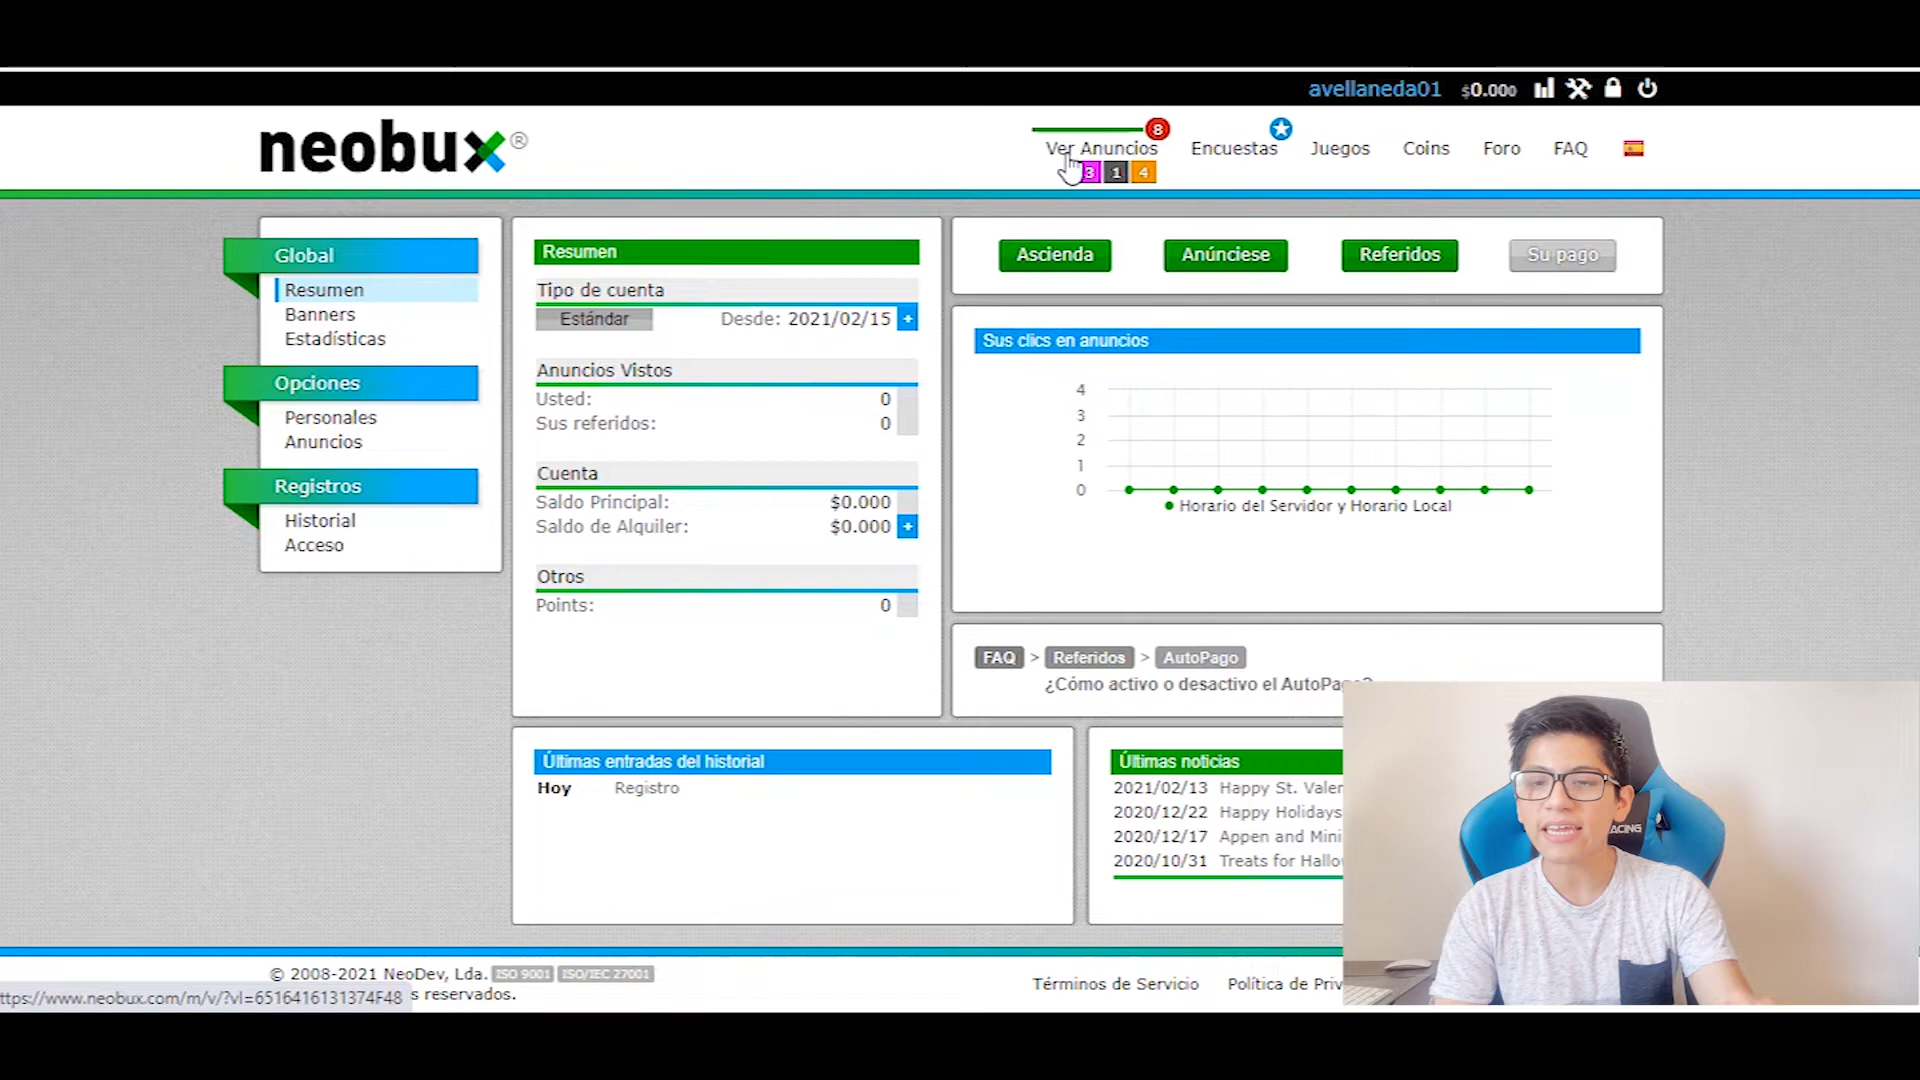 avellaneda01 $0.000
neobux®
8
Ver Anuncios Encuestas Juegos Coins Foro FAQ
3 1 4
Global
Resumen
Banners
Estadísticas
Opciones
Personales
Anuncios
Registros
Historial
Acceso
Resumen
Tipo de cuenta
Estándar Desde: 2021/02/15 +
Anuncios Vistos
Usted: 0
Sus referidos: 0
Cuenta
Saldo Principal: $0.000
Saldo de Alquiler: $0.000 +
Otros
Points: 0
Ascienda Anúnciese Referidos Su pago
Sus clics en anuncios
4
3
2
1
0
Horario del Servidor y Horario Local
FAQ > Referidos > AutoPago
¿Cómo activo o desactivo el AutoPago?
Últimas entradas del historial
Hoy Registro
Últimas noticias
2021/02/13 Happy St. Valen
2020/12/22 Happy Holidays
2020/12/17 Appen and Mini
2020/10/31 Treats for Hallo
ACING
© 2008-2021 NeoDev, Lda. ISO 9001 ISO/IEC 27001
s reservados.
Términos de Servicio Política de Priv
ttps://www.neobux.com/m/v/?vl=6516416131374F48